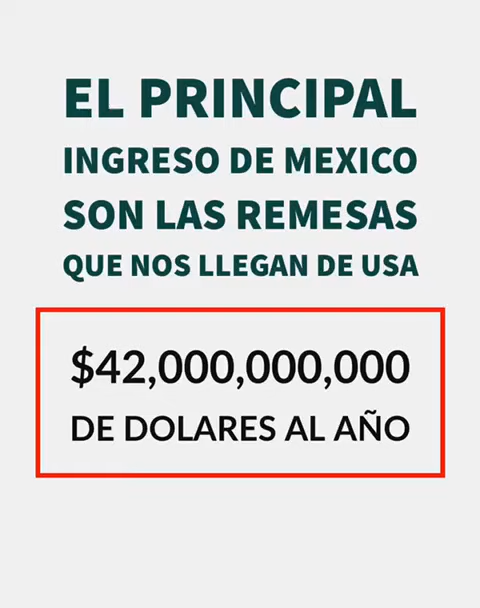 EL PRINCIPAL
INGRESO DE MEXICO
SON LAS REMESAS
QUE NOS LLEGAN DE USA
$42,000,000,000
DE DOLARES AL AÑO